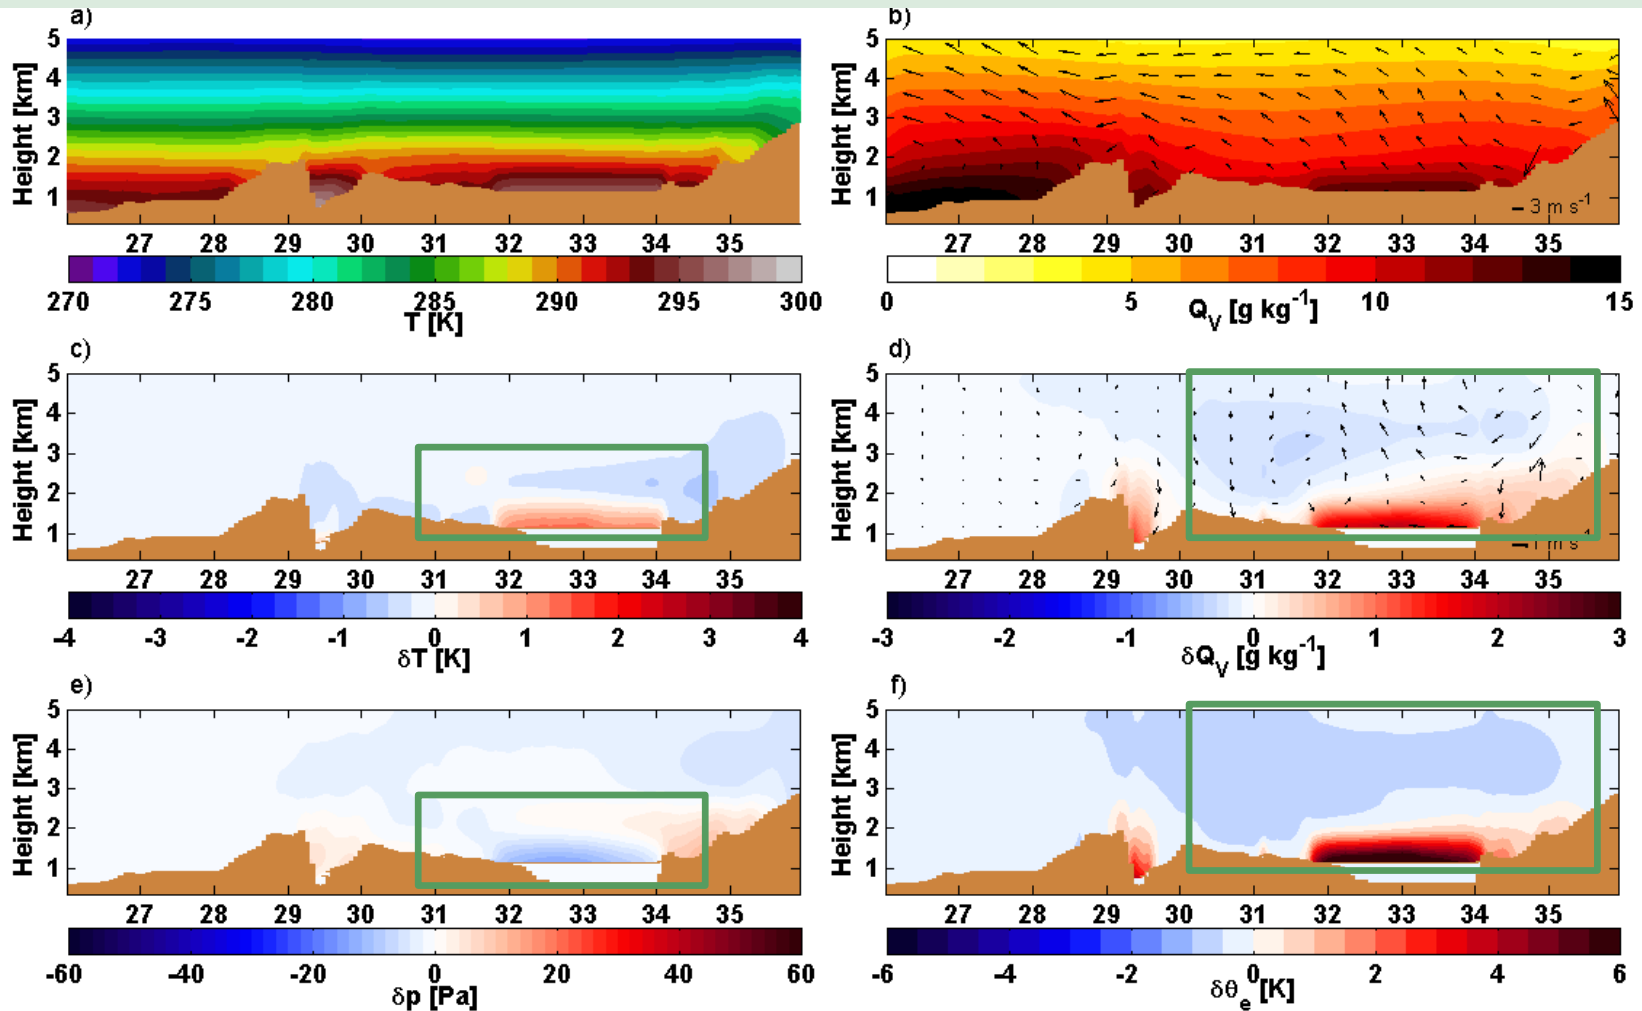 a)
b)
5
4
3
2
1
Height [km]
27 28 29 30 31 32 33 34 35
270 275 280 285 290 295 300
T [K]
5
4
3
2
1
Height [km]
3 m s-1
27 28 29 30 31 32 33 34 35
0 5 10 15
QV [g kg-1]
c)
d)
5
4
3
2
1
Height [km]
27 28 29 30 31 32 33 34 35
-4 -3 -2 -1 0 1 2 3 4
δT [K]
5
4
3
2
1
Height [km]
27 28 29 30 31 32 33 34 35
-3 -2 -1 0 1 2 3
δQV [g kg-1]
e)
f)
5
4
3
2
1
Height [km]
27 28 29 30 31 32 33 34 35
-60 -40 -20 0 20 40 60
δp [Pa]
5
4
3
2
1
Height [km]
27 28 29 30 31 32 33 34 35
-6 -4 -2 0 2 4 6
δθe [K]